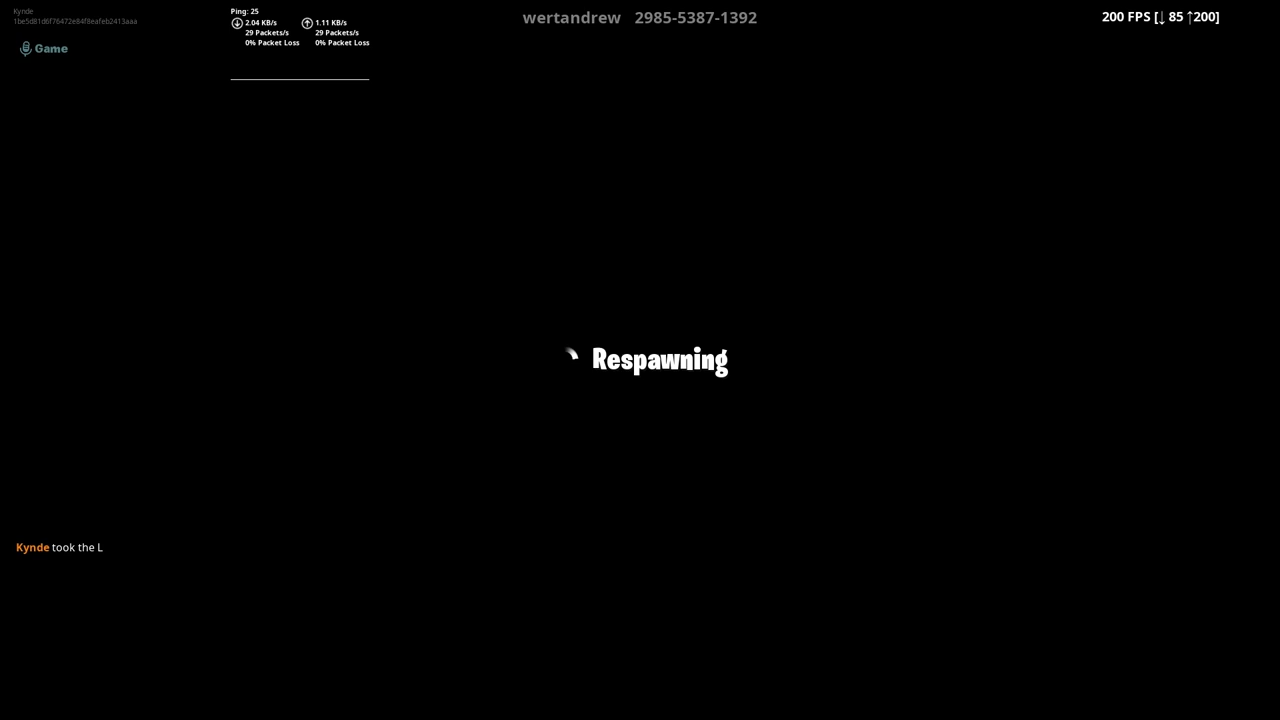 Kynde
1be5d81d6f76472e84f8eafeb2413aaa
Game
Ping: 25
2.04 KB/s 1.11 KB/s
29 Packets/s 29 Packets/s
0% Packet Loss 0% Packet Loss
wertandrew 2985-5387-1392
200 FPS [↓ 85 ↑200]
Respawning
Kynde took the L